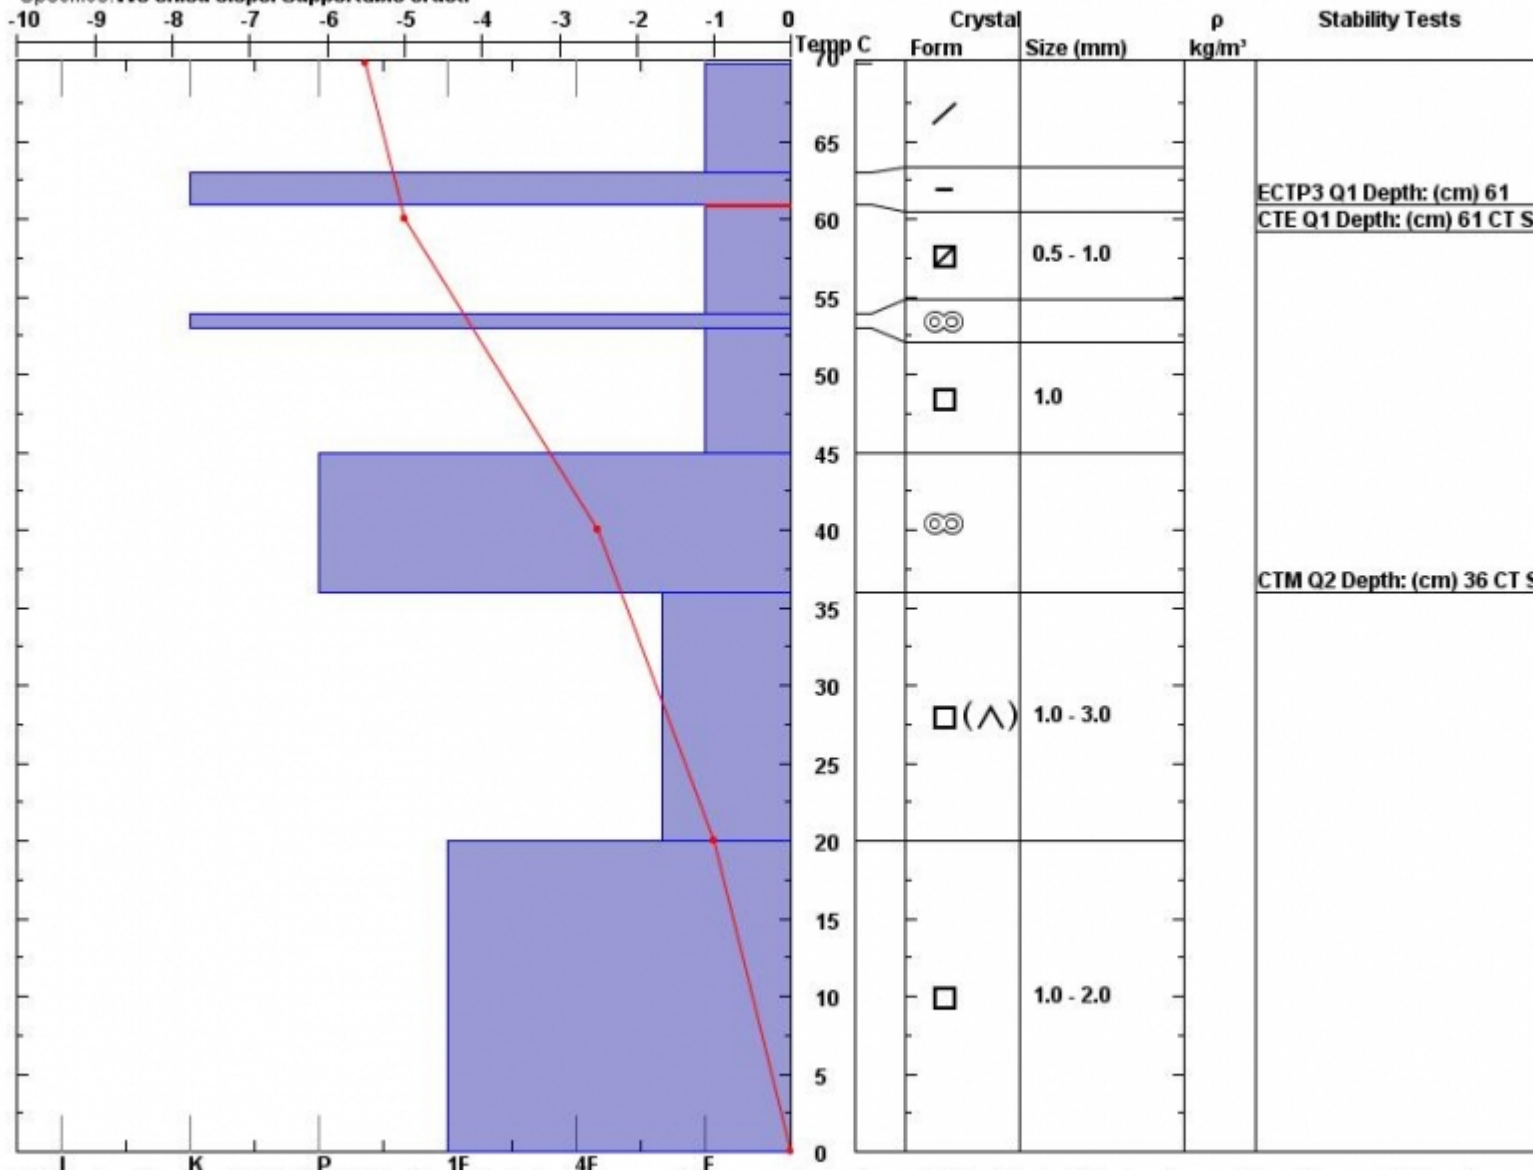 -10 -9 -8 -7 -6 -5 -4 -3 -2 -1 0 Crystal ρ Stability Tests
Temp C Form Size (mm) kg/m³
70
65
ECTP3 Q1 Depth: (cm) 61
60 CTE Q1 Depth: (cm) 61 CT S
0.5 - 1.0
55
50
1.0
45
40
CTM Q2 Depth: (cm) 36 CT S
35
30
1.0 - 3.0
25
20
15
10 1.0 - 2.0
5
0
I K P 1F 4F F